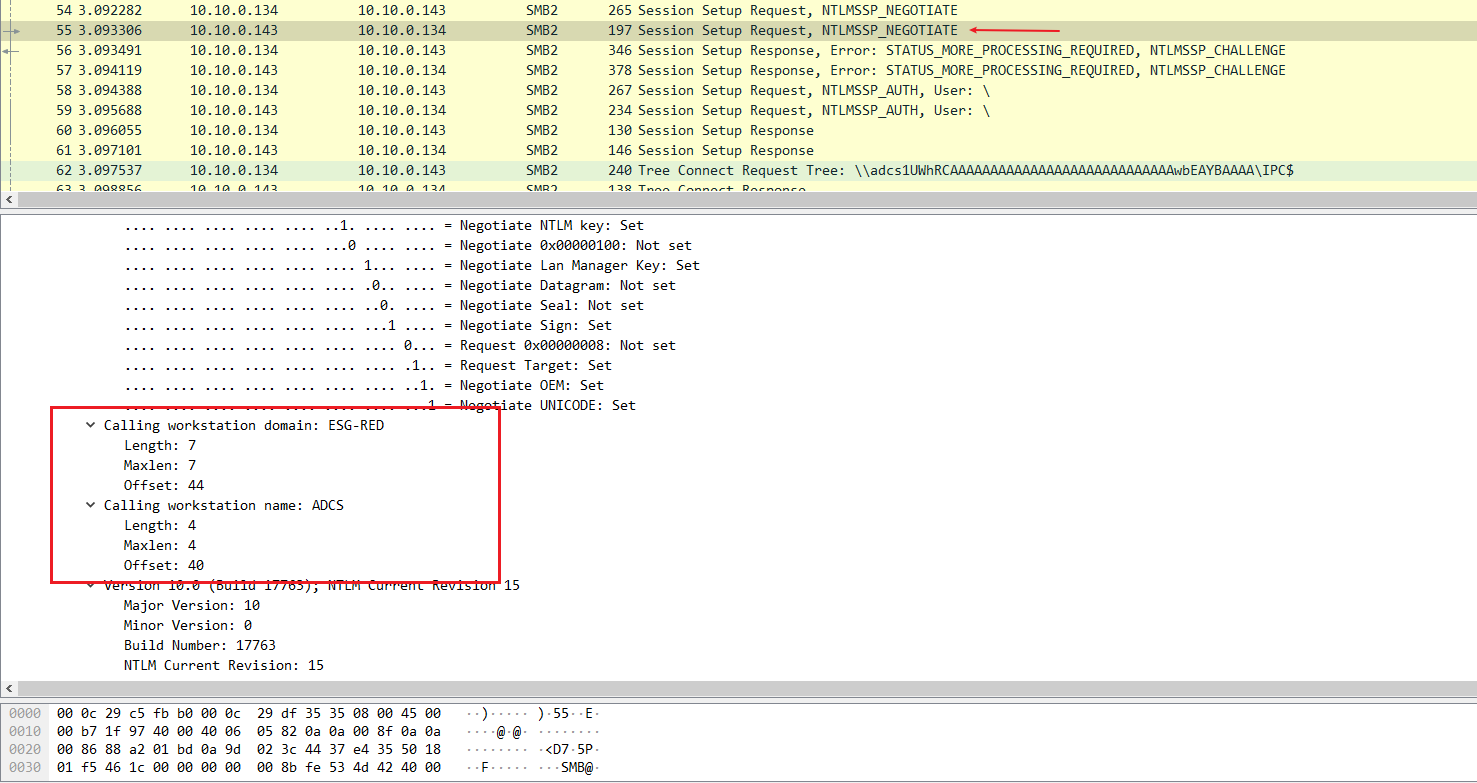 54 3.092282 10.10.0.134 10.10.0.143 SMB2 265 Session Setup Request, NTLMSSP_NEGOTIATE
55 3.093306 10.10.0.143 10.10.0.134 SMB2 197 Session Setup Request, NTLMSSP_NEGOTIATE
56 3.093491 10.10.0.134 10.10.0.143 SMB2 346 Session Setup Response, Error: STATUS_MORE_PROCESSING_REQUIRED, NTLMSSP_CHALLENGE
57 3.094119 10.10.0.143 10.10.0.134 SMB2 378 Session Setup Response, Error: STATUS_MORE_PROCESSING_REQUIRED, NTLMSSP_CHALLENGE
58 3.094388 10.10.0.134 10.10.0.143 SMB2 267 Session Setup Request, NTLMSSP_AUTH, User: \
59 3.095688 10.10.0.143 10.10.0.134 SMB2 234 Session Setup Request, NTLMSSP_AUTH, User: \
60 3.096055 10.10.0.134 10.10.0.143 SMB2 130 Session Setup Response
61 3.097101 10.10.0.143 10.10.0.134 SMB2 146 Session Setup Response
62 3.097537 10.10.0.134 10.10.0.143 SMB2 240 Tree Connect Request Tree: \\adcs1UWhRCAAAAAAAAAAAAAAAAAAAAAAAAAAAAwbEAYBAAAA\IPC$
63 3.098856 10.10.0.143 10.10.0.134 SMB2 138 Tree Connect Response
.... .... .... .... .... ..1. .... .... = Negotiate NTLM key: Set
.... .... .... .... .... ...0 .... .... = Negotiate 0x00000100: Not set
.... .... .... .... .... .... 1... .... = Negotiate Lan Manager Key: Set
.... .... .... .... .... .... .0.. .... = Negotiate Datagram: Not set
.... .... .... .... .... .... ..0. .... = Negotiate Seal: Not set
.... .... .... .... .... .... ...1 .... = Negotiate Sign: Set
.... .... .... .... .... .... .... 0... = Request 0x00000008: Not set
.... .... .... .... .... .... .... .1.. = Request Target: Set
.... .... .... .... .... .... .... ..1. = Negotiate OEM: Set
.... .... .... .... .... .... .... ...1 = Negotiate UNICODE: Set
Calling workstation domain: ESG-RED
Length: 7
Maxlen: 7
Offset: 44
Calling workstation name: ADCS
Length: 4
Maxlen: 4
Offset: 40
Version 10.0 (Build 17763); NTLM Current Revision 15
Major Version: 10
Minor Version: 0
Build Number: 17763
NTLM Current Revision: 15
0000 00 0c 29 c5 fb b0 00 0c 29 df 35 35 08 00 45 00 ··)····· )·55··E·
0010 00 b7 1f 97 40 00 40 06 05 82 0a 0a 00 8f 0a 0a ····@·@· ········
0020 00 86 88 a2 01 bd 0a 9d 02 3c 44 37 e4 35 50 18 ········ ·<D7·5P·
0030 01 f5 46 1c 00 00 00 00 00 8b fe 53 4d 42 40 00 ··F····· ···SMB@·